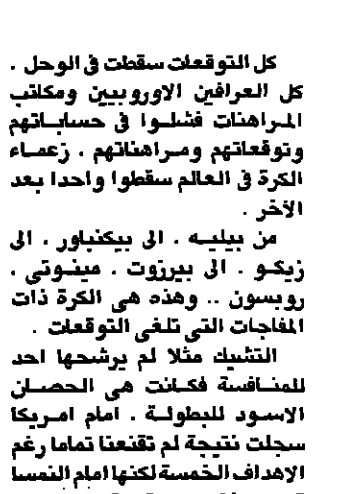 كل التوقعات سقطت في الوحل .
كل العرافين الاوروبيين ومكاتب
المراهنات فشلوا في حساباتهم
وتوقعاتهم ومراهناتهم . زعماء
الكرة في العالم سقطوا واحدا بعد
الآخر .
من بيليه . الى بيكنباور . الى
زيكو . الى بيرزوت . مينوتي .
روبسون .. وهذه هي الكرة ذات
المفاجات التي تلغى التوقعات .
التشيك مثلا لم يرشحها احد
للمنافسة فكانت هي الحصان
الاسود للبطولة . امام امريكا
سجلت نتيجة لم تقنعنا تماما رغم
الاهداف الخمسة لكنها امام النمسا